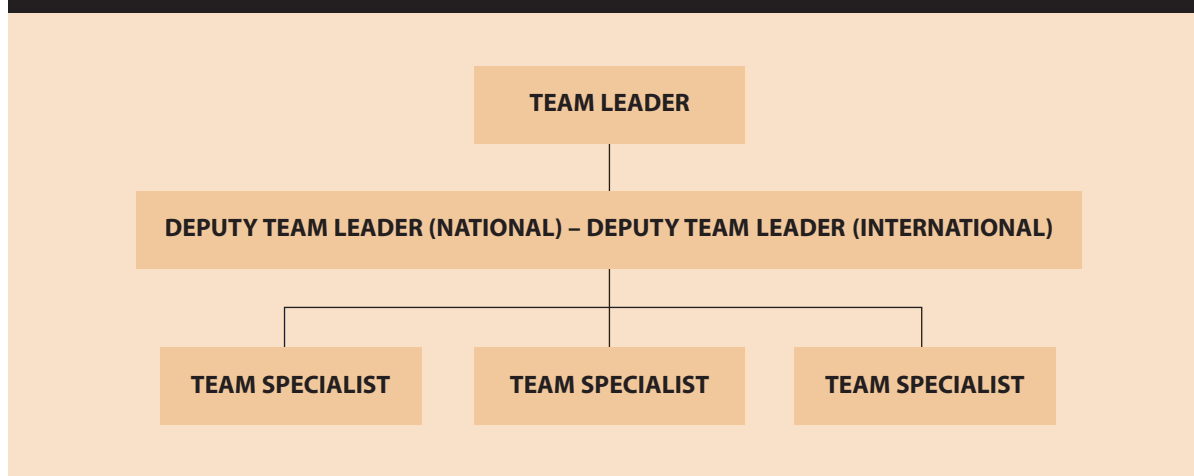 TEAM LEADER
DEPUTY TEAM LEADER (NATIONAL) – DEPUTY TEAM LEADER (INTERNATIONAL)
TEAM SPECIALIST
TEAM SPECIALIST
TEAM SPECIALIST